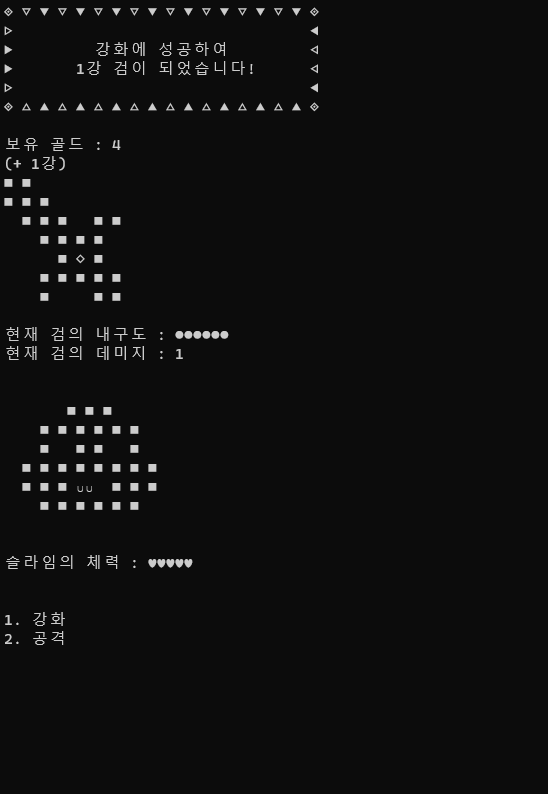 강화에 성공하여
1강 검이 되었습니다!
보유 골드 : 4
(+ 1강)
현재 검의 내구도 : ●●●●●●
현재 검의 데미지 : 1
∪∪
슬라임의 체력 : ♥♥♥♥♥
1. 강화
2. 공격